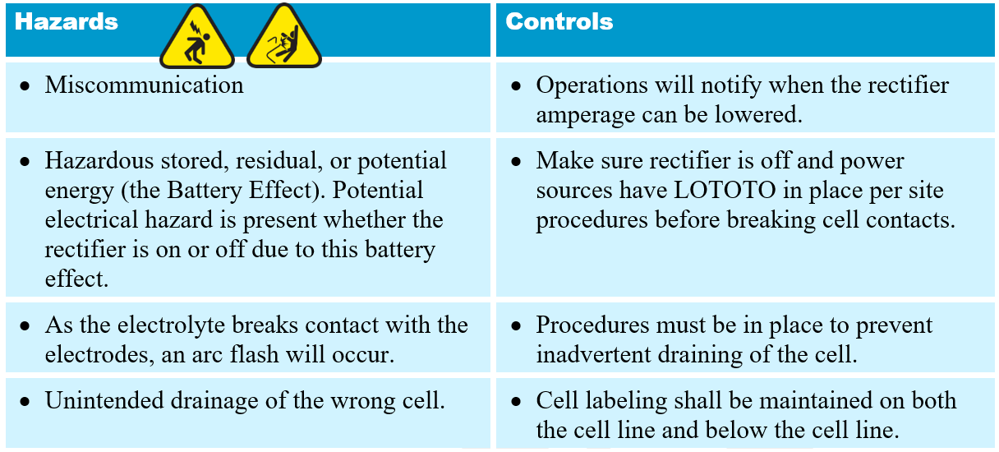 Hazards
Controls
• Miscommunication
• Operations will notify when the rectifier
amperage can be lowered.
• Hazardous stored, residual, or potential
energy (the Battery Effect). Potential
electrical hazard is present whether the
rectifier is on or off due to this battery
effect.
• Make sure rectifier is off and power
sources have LOTOTO in place per site
procedures before breaking cell contacts.
• As the electrolyte breaks contact with the
electrodes, an arc flash will occur.
• Procedures must be in place to prevent
inadvertent draining of the cell.
• Unintended drainage of the wrong cell.
• Cell labeling shall be maintained on both
the cell line and below the cell line.